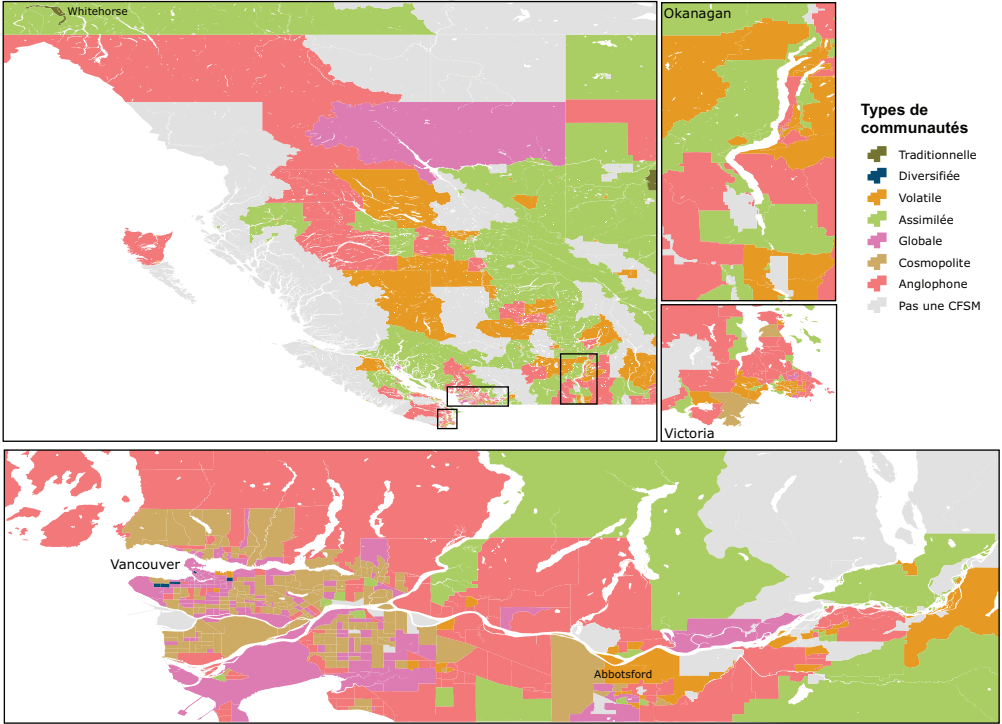 Whitehorse
Okanagan
Types de
communautés
Traditionnelle
Diversifiée
Volatile
Assimilée
Globale
Cosmopolite
Anglophone
Pas une CFSM
Victoria
Vancouver
Abbotsford